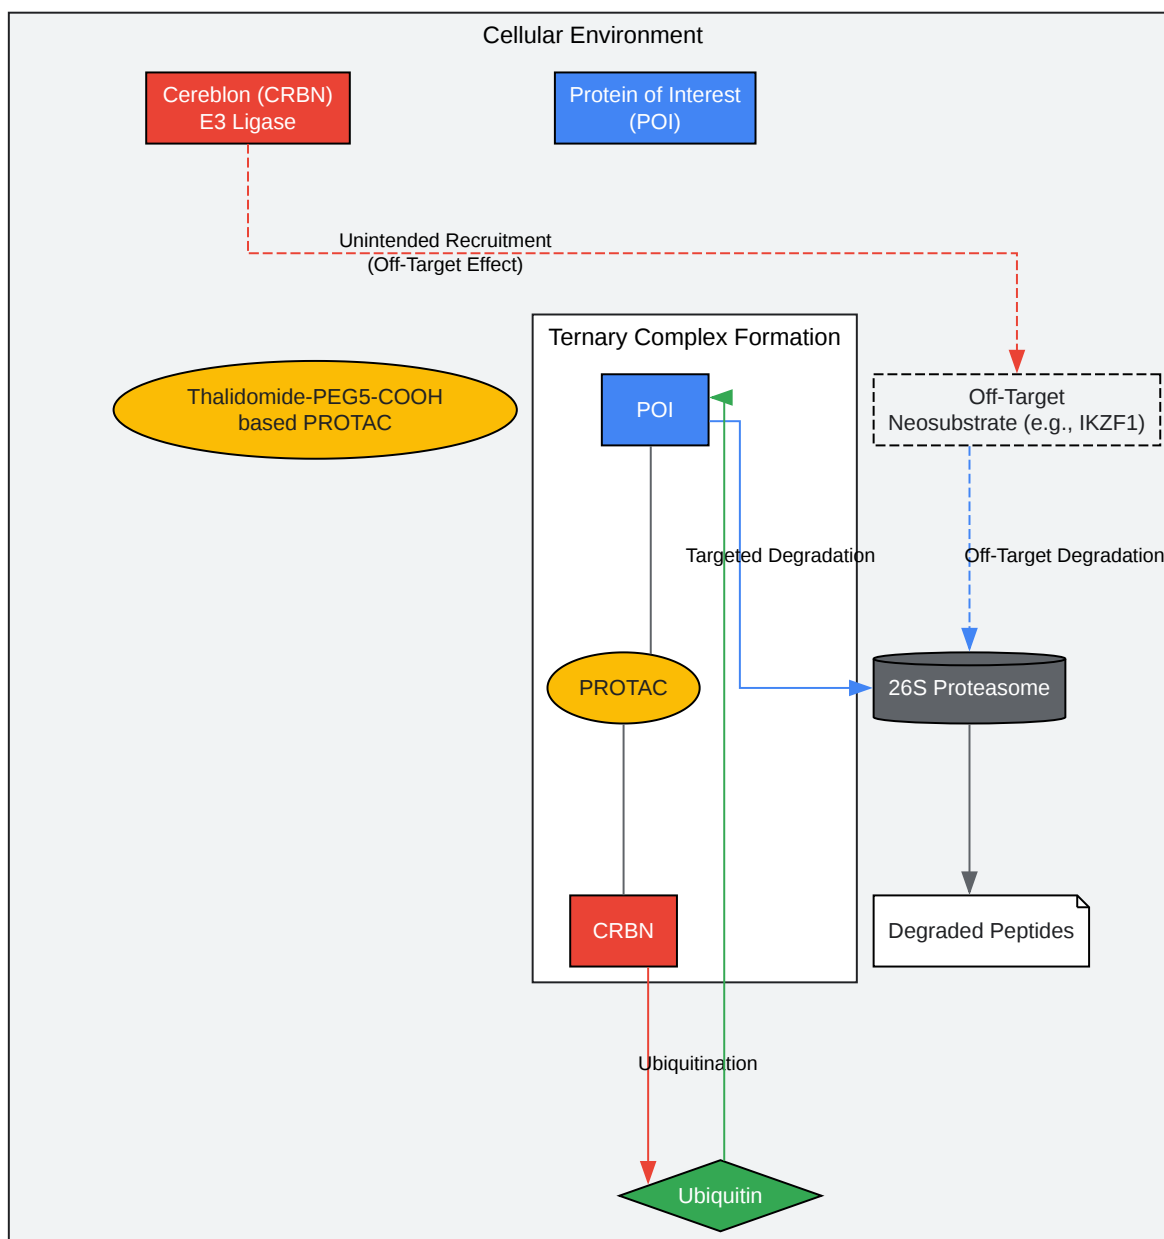 Cellular Environment
Cereblon (CRBN)
E3 Ligase
Protein of Interest
(POI)
Unintended Recruitment
(Off-Target Effect)
Ternary Complex Formation
Thalidomide-PEG5-COOH
based PROTAC
POI
Off-Target
Neosubstrate (e.g., IKZF1)
Targeted Degradation
Off-Target Degradation
PROTAC
26S Proteasome
CRBN
Degraded Peptides
Ubiquitination
Ubiquitin